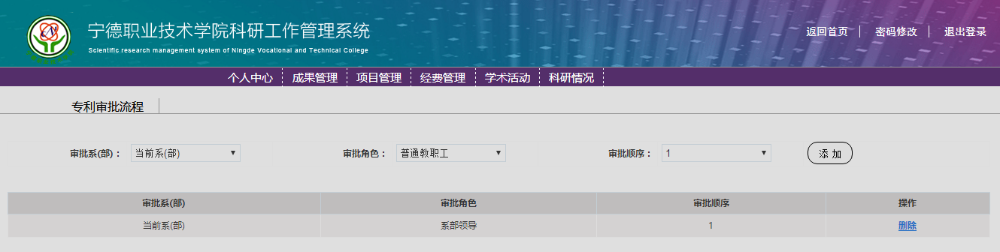 宁德职业技术学院科研工作管理系统
Scientific research management system of Ningde Vocational and Technical College
返回首页 密码修改 退出登录
个人中心 成果管理 项目管理 经费管理 学术活动 科研情况
专利审批流程
审批系(部)： 当前系(部) 审批角色： 普通教职工 审批顺序： 1 添 加
审批系(部) 审批角色 审批顺序 操作
当前系(部) 系部领导 1 删除